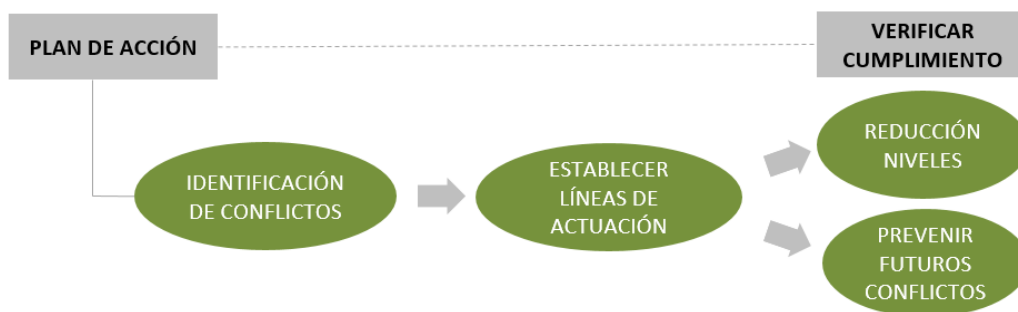 PLAN DE ACCIÓN
VERIFICAR
CUMPLIMIENTO
IDENTIFICACIÓN
DE CONFLICTOS
ESTABLECER
LÍNEAS DE
ACTUACIÓN
REDUCCIÓN
NIVELES
PREVENIR
FUTUROS
CONFLICTOS